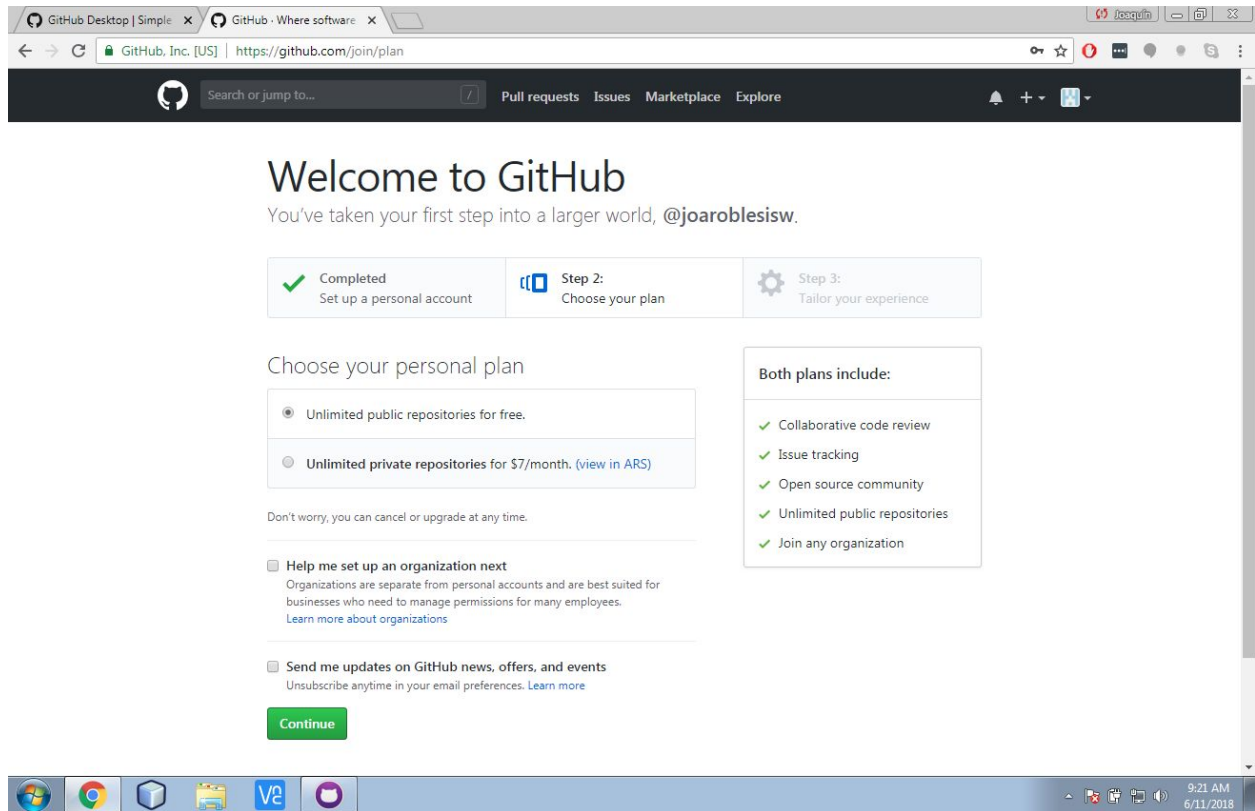 GitHub Desktop | Simple
GitHub · Where software
Joaquín
GitHub, Inc. [US] | https://github.com/join/plan
Search or jump to...
/
Pull requests Issues Marketplace Explore
Welcome to GitHub
You've taken your first step into a larger world, @joaroblesisw.
Completed
Set up a personal account
Step 2:
Choose your plan
Step 3:
Tailor your experience
Choose your personal plan
Unlimited public repositories for free.
Unlimited private repositories for $7/month. (view in ARS)
Don't worry, you can cancel or upgrade at any time.
Help me set up an organization next
Organizations are separate from personal accounts and are best suited for
businesses who need to manage permissions for many employees.
Learn more about organizations
Send me updates on GitHub news, offers, and events
Unsubscribe anytime in your email preferences. Learn more
Continue
Both plans include:
Collaborative code review
Issue tracking
Open source community
Unlimited public repositories
Join any organization
9:21 AM
6/11/2018